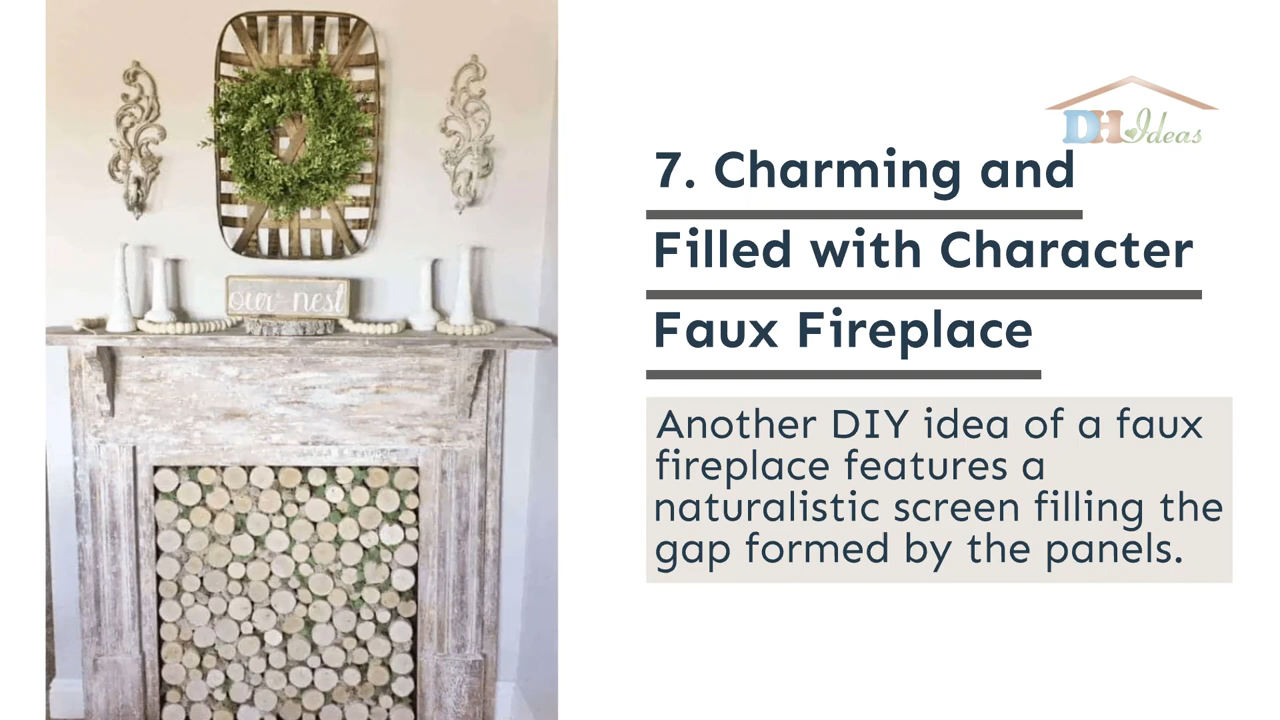 our nest
DH Ideas
7. Charming and
Filled with Character
Faux Fireplace
Another DIY idea of a faux
fireplace features a
naturalistic screen filling the
gap formed by the panels.